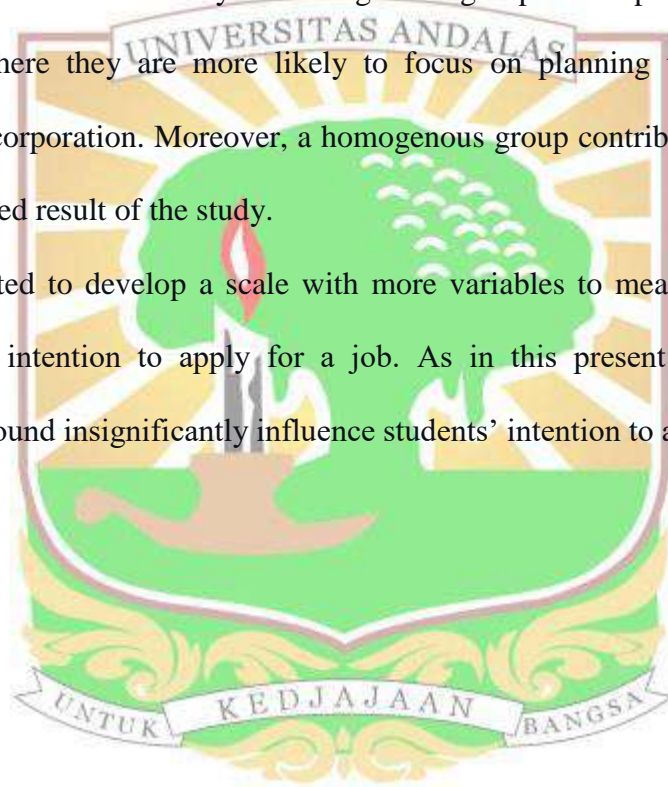 UNIVERSITAS ANDALAS
here they are more likely to focus on planning
corporation. Moreover, a homogenous group
ed result of the study.
ted to develop a scale with more variables to
intention to apply for a job. As in this present
ound insignificantly influence students' intention to
UNTUK KEDJAJAAN BANGSA